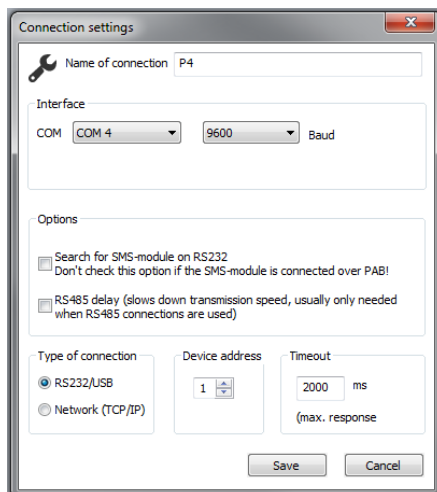 Connection settings
Name of connection P4
Interface
COM COM 4 9600 Baud
Options
Search for SMS-module on RS232
Don't check this option if the SMS-module is connected over PAB!
RS485 delay (slows down transmission speed, usually only needed
when RS485 connections are used)
Type of connection Device address Timeout
RS232/USB 1 2000 ms
Network (TCP/IP) (max. response
Save Cancel